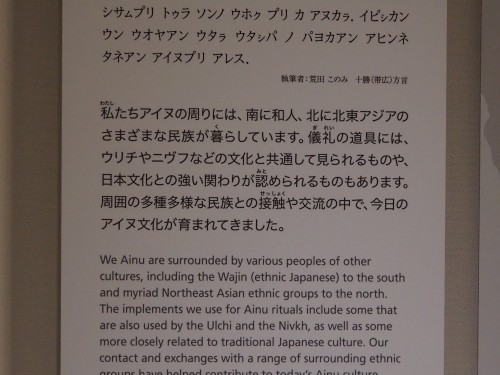 シサㇺプリ トゥラ ソンノ ウホㇰ プリ カ アヌカㇻ. イピㇱカン
ウン ウオヤアン ウタㇻ ウタㇱパ ノ パヨカアン アヒンネ
タネアン アイヌプリ アレス.
執筆者:荒田 このみ 十勝(帯広)方言
私たちアイヌの周りには、南に和人、北に北東アジアの
さまざまな民族が暮らしています。儀礼の道具には、
ウリチやニヴフなどの文化と共通して見られるものや、
日本文化との強い関わりが認められるものもあります。
周囲の多種多様な民族との接触や交流の中で、今日の
アイヌ文化が育まれてきました。
We Ainu are surrounded by various peoples of other
cultures, including the Wajin (ethnic Japanese) to the south
and myriad Northeast Asian ethnic groups to the north.
The implements we use for Ainu rituals include some that
are also used by the Ulchi and the Nivkh, as well as some
more closely related to traditional Japanese culture. Our
contact and exchanges with a range of surrounding ethnic
groups have helped contribute to today's Ainu culture